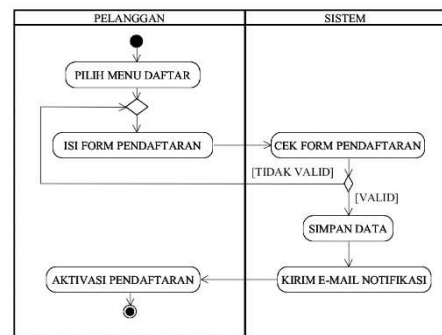 PELANGGAN
SISTEM
PILIH MENU DAFTAR
ISI FORM PENDAFTARAN
CEK FORM PENDAFTARAN
[TIDAK VALID]
[VALID]
SIMPAN DATA
AKTIVASI PENDAFTARAN
KIRIM E-MAIL NOTIFIKASI